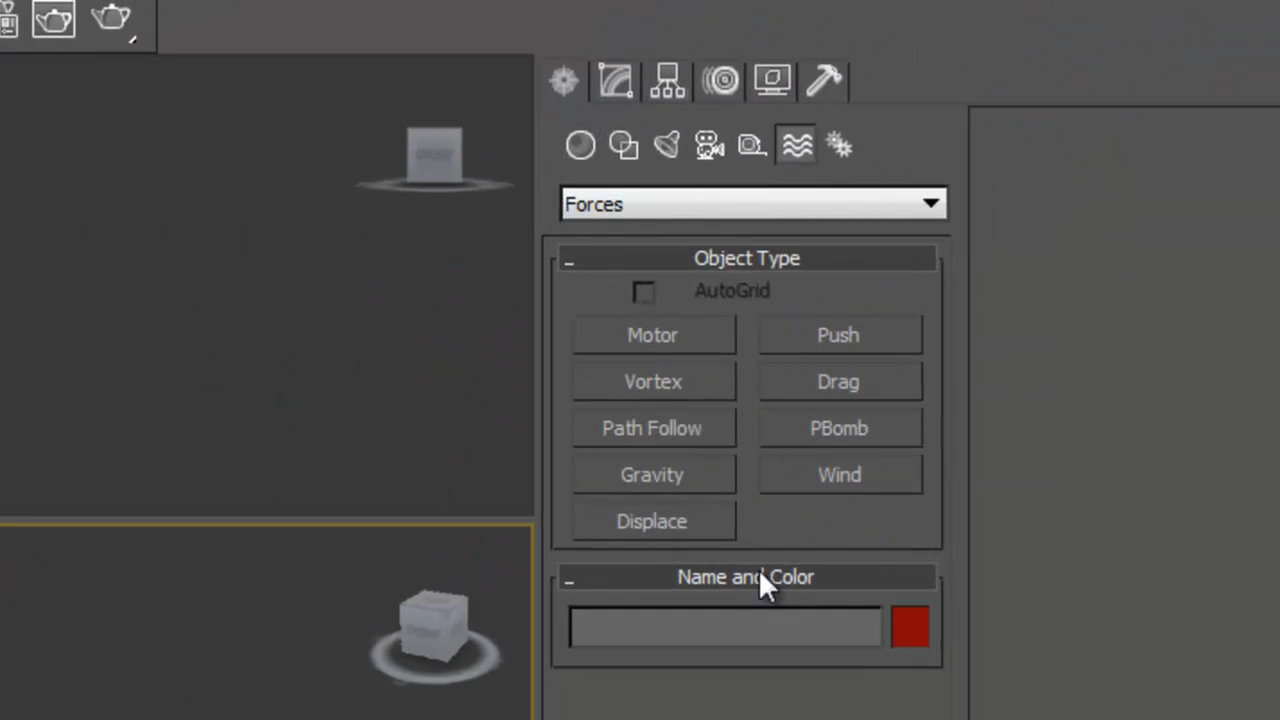 Forces
Object Type
AutoGrid
Motor Push
Vortex Drag
Path Follow PBomb
Gravity Wind
Displace
Name and Color